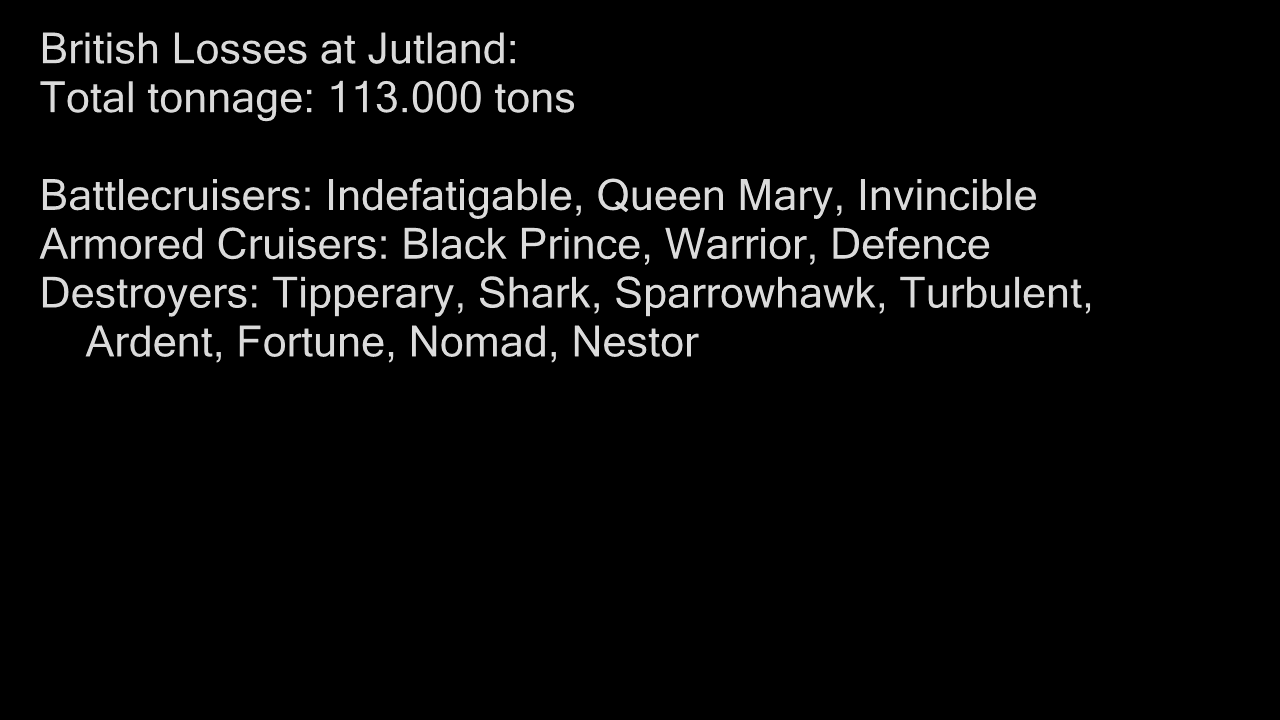 British Losses at Jutland:
Total tonnage: 113.000 tons
Battlecruisers: Indefatigable, Queen Mary, Invincible
Armored Cruisers: Black Prince, Warrior, Defence
Destroyers: Tipperary, Shark, Sparrowhawk, Turbulent,
Ardent, Fortune, Nomad, Nestor